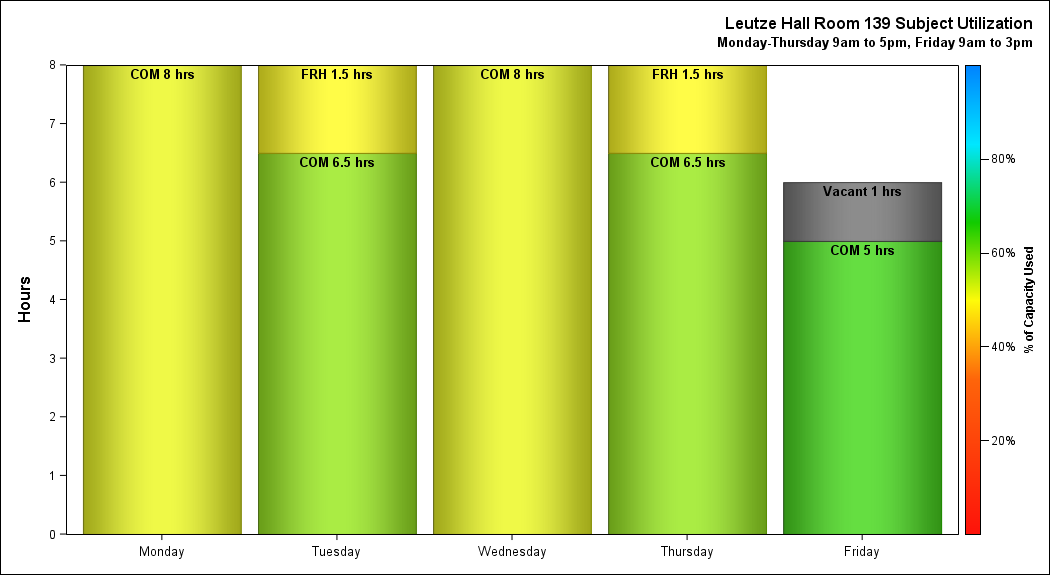 Leutze Hall Room 139 Subject Utilization
Monday-Thursday 9am to 5pm, Friday 9am to 3pm
Hours
8
7
6
5
4
3
2
1
0
COM 8 hrs
FRH 1.5 hrs
COM 6.5 hrs
COM 8 hrs
FRH 1.5 hrs
COM 6.5 hrs
Vacant 1 hrs
COM 5 hrs
Monday
Tuesday
Wednesday
Thursday
Friday
80%
60%
40%
20%
% of Capacity Used